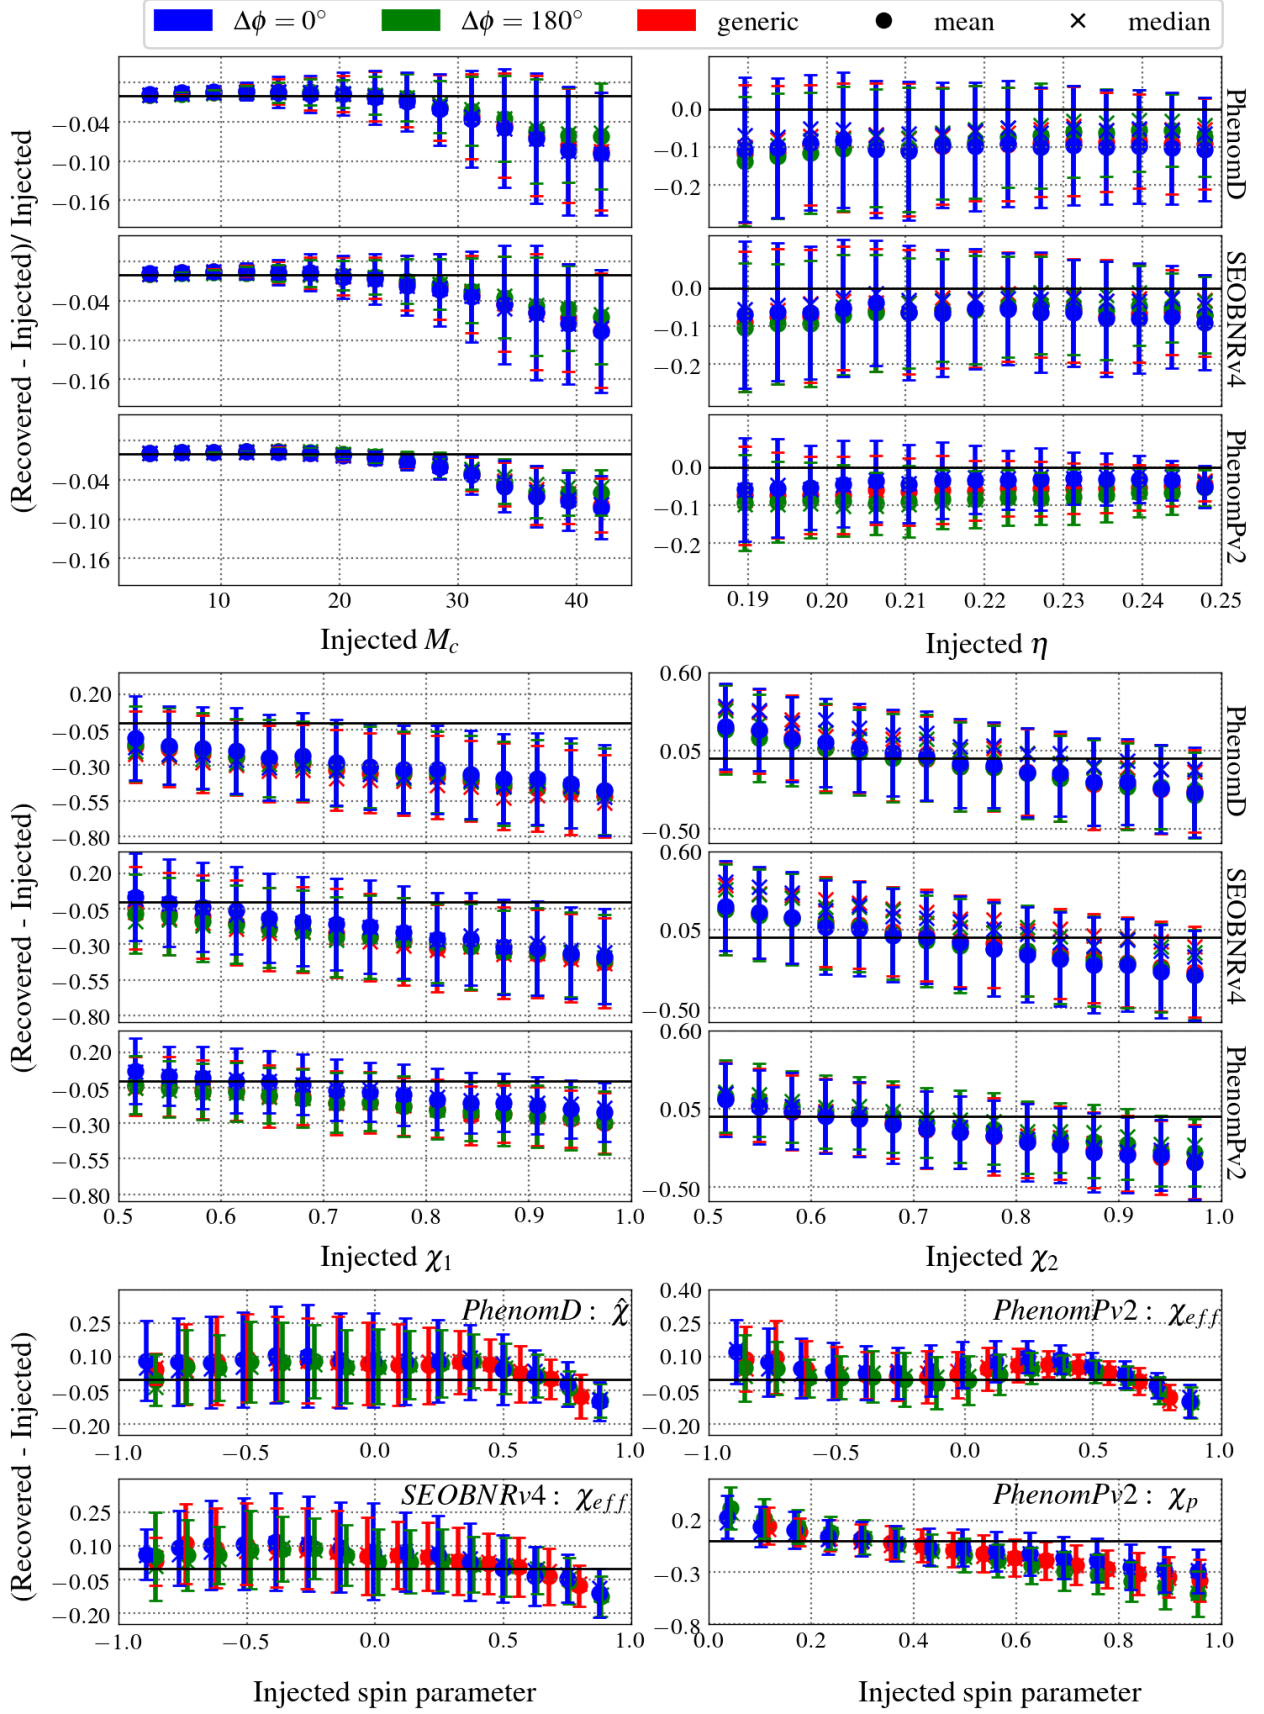 Δϕ = 0° Δϕ = 180° generic mean median
(Recovered - Injected)/ Injected
−0.04
−0.10
−0.16
0.0
−0.1
−0.2
PhenomD
−0.04
−0.10
−0.16
0.0
−0.1
−0.2
SEOBNRv4
−0.04
−0.10
−0.16
0.0
−0.1
−0.2
PhenomPv2
10 20 30 40
0.19 0.20 0.21 0.22 0.23 0.24 0.25
Injected M_c
Injected η
(Recovered - Injected)
0.20
−0.05
−0.30
−0.55
−0.80
0.60
0.05
−0.50
PhenomD
0.20
−0.05
−0.30
−0.55
−0.80
0.60
0.05
−0.50
SEOBNRv4
0.20
−0.05
−0.30
−0.55
−0.80
0.60
0.05
−0.50
PhenomPv2
0.5 0.6 0.7 0.8 0.9 1.0
0.5 0.6 0.7 0.8 0.9 1.0
Injected χ_1
Injected χ_2
(Recovered - Injected)
PhenomD : χ̂
0.25
0.10
−0.05
−0.20
−1.0 −0.5 0.0 0.5 1.0
PhenomPv2 : χ_eff
0.40
0.25
0.10
−0.05
−0.20
−1.0 −0.5 0.0 0.5 1.0
SEOBNRv4 : χ_eff
0.25
0.10
−0.05
−0.20
−1.0 −0.5 0.0 0.5 1.0
PhenomPv2 : χ_p
0.2
−0.3
−0.8
0.0 0.2 0.4 0.6 0.8 1.0
Injected spin parameter
Injected spin parameter